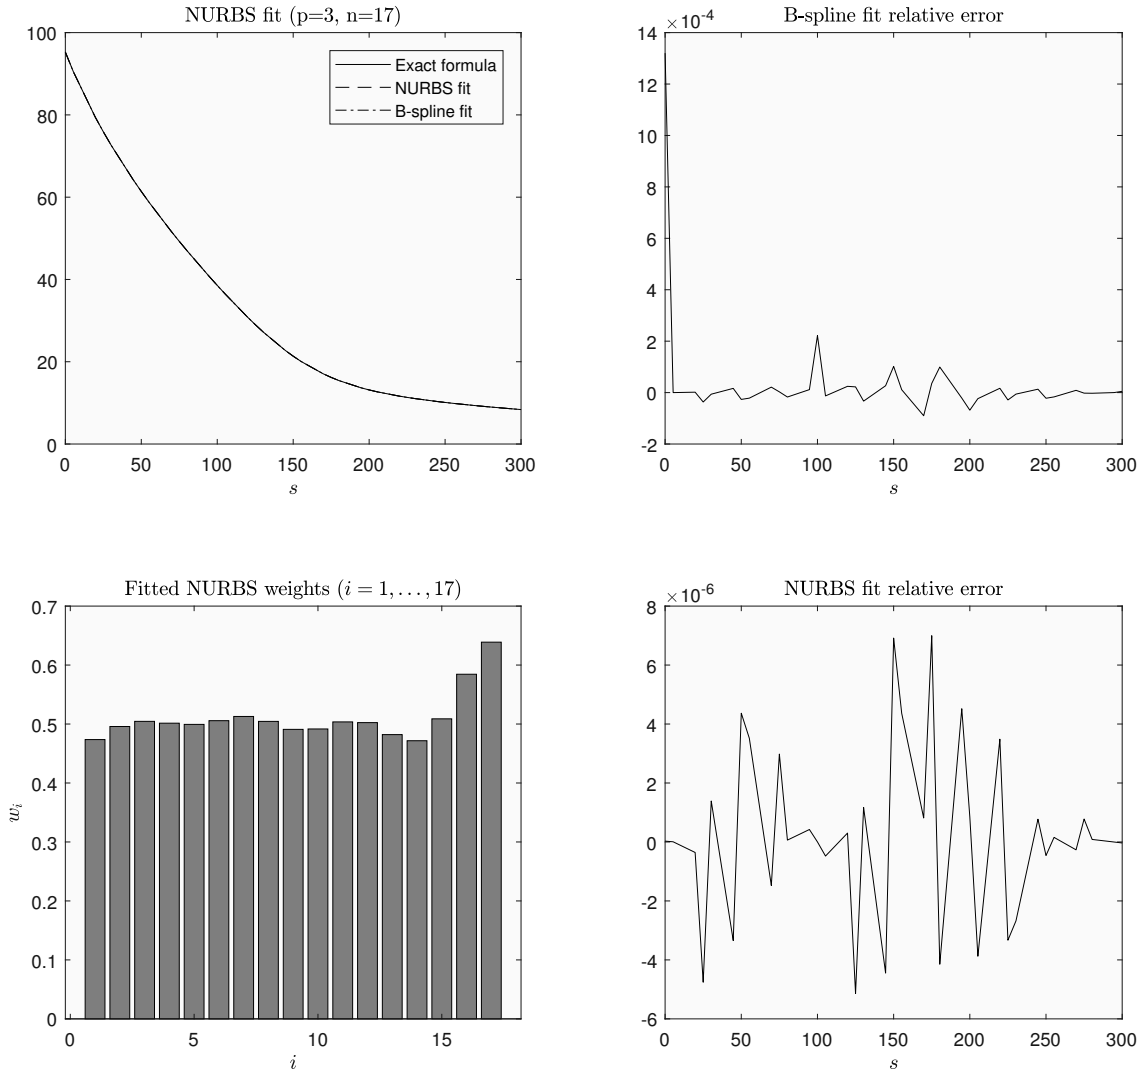 NURBS fit (p=3, n=17)
100
80
60
40
20
0
Exact formula
NURBS fit
B-spline fit
0 50 100 150 200 250 300
s
B-spline fit relative error
×10⁻⁴
14
12
10
8
6
4
2
0
-2
0 50 100 150 200 250 300
s
Fitted NURBS weights (i = 1, . . . , 17)
0.7
0.6
0.5
0.4
0.3
0.2
0.1
0
wᵢ
0 5 10
i
NURBS fit relative error
×10⁻⁶
8
6
4
2
0
-2
-4
-6
0 50 100 150 200 250 300
s